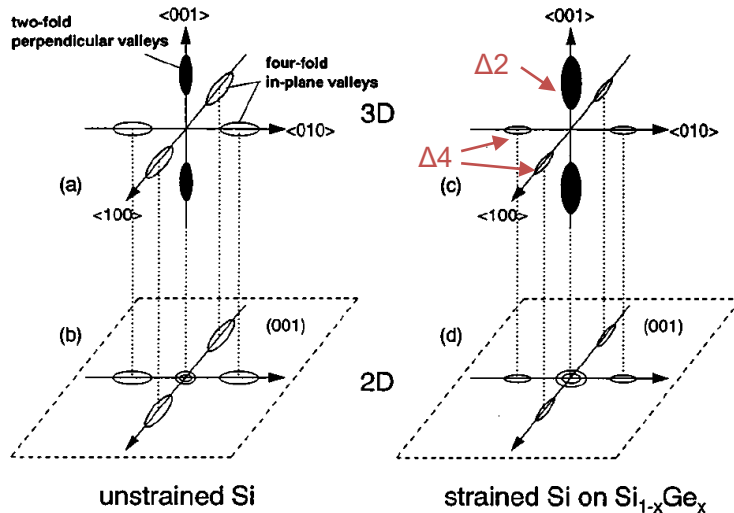 <001>
two-fold
perpendicular valleys
four-fold
in-plane valleys
<010>
(a)
<100>
3D
<001>
Δ2
<010>
Δ4
(c)
<100>
(b)
(001)
2D
(d)
(001)
unstrained Si
strained Si on Si₁₋ₓGeₓ